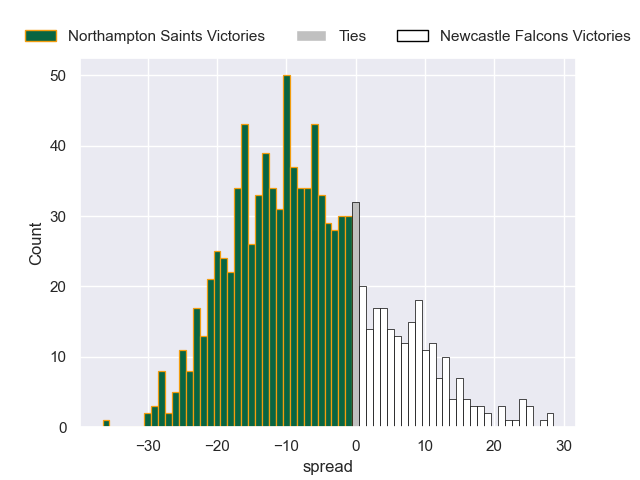 Northampton Saints Victories
Ties
Newcastle Falcons Victories
50
40
30
20
10
0
Count
−30 −20 −10 0 10 20 30
spread